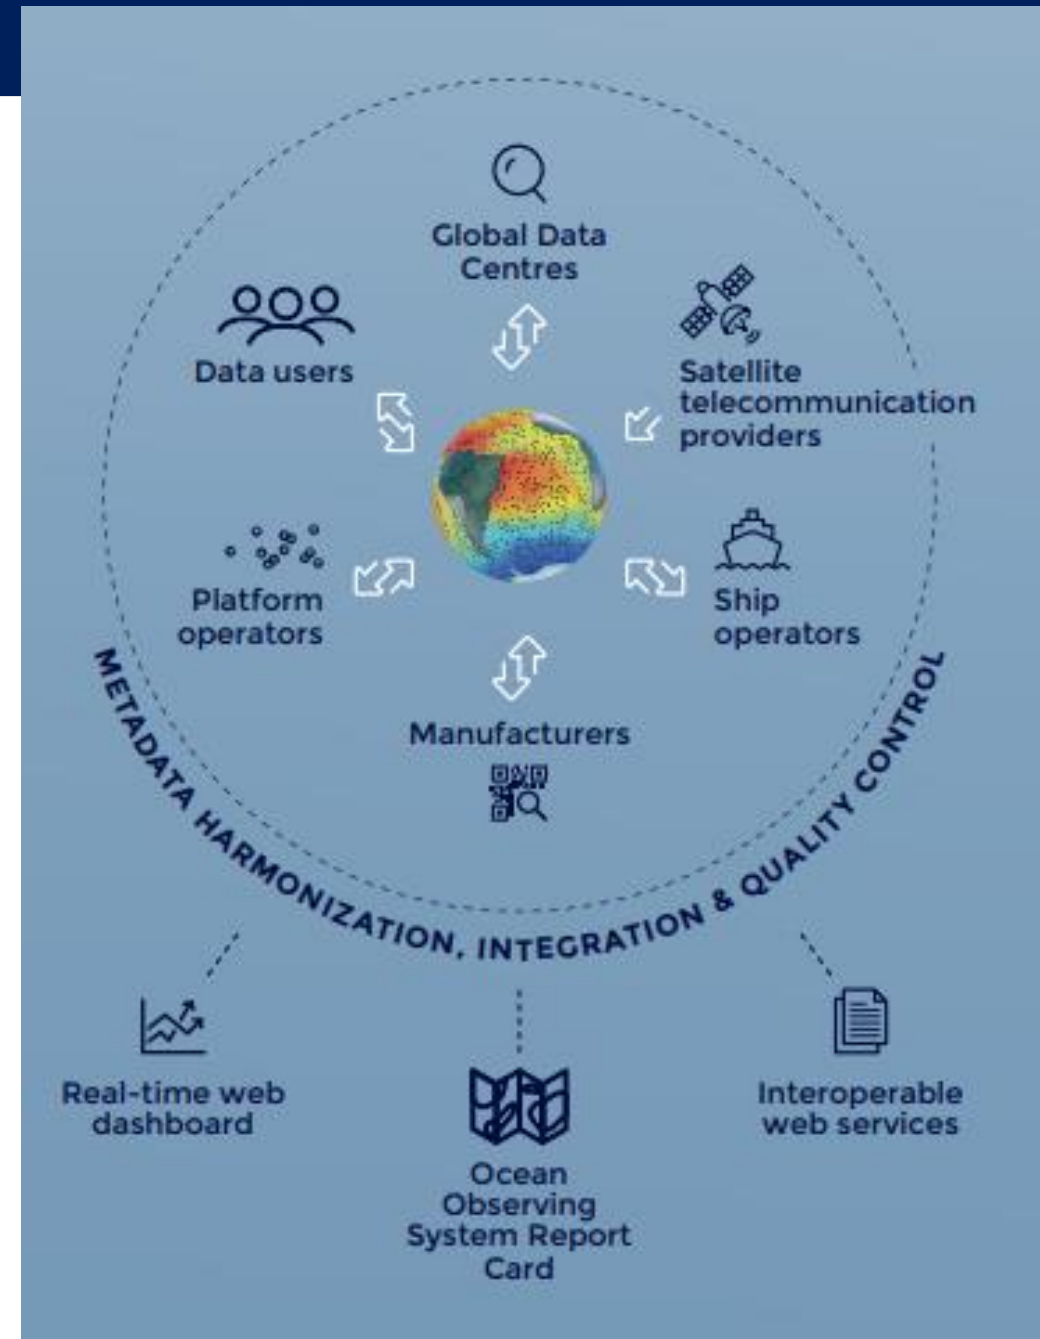 Global Data
Centres
Data users
Satellite
telecommunication
providers
Platform
operators
Ship
operators
Manufacturers
METADATA HARMONIZATION, INTEGRATION & QUALITY CONTROL
Real-time web
dashboard
Ocean
Observing
System Report
Card
Interoperable
web services